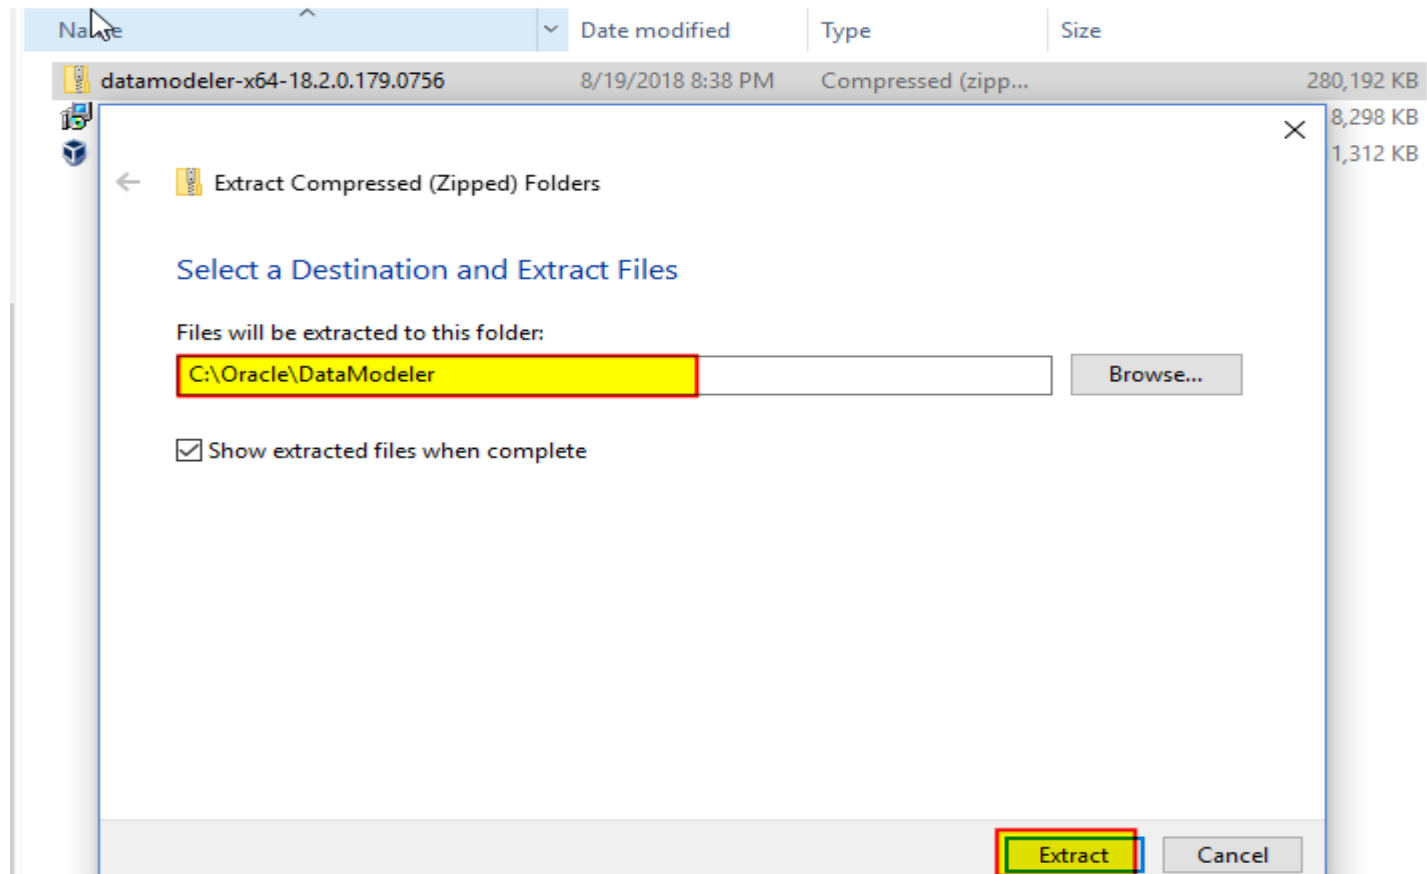 Name Date modified Type Size
datamodeler-x64-18.2.0.179.0756 8/19/2018 8:38 PM Compressed (zipp... 280,192 KB
8,298 KB
1,312 KB
Extract Compressed (Zipped) Folders
Select a Destination and Extract Files
Files will be extracted to this folder:
C:\Oracle\DataModeler Browse...
Show extracted files when complete
Extract Cancel